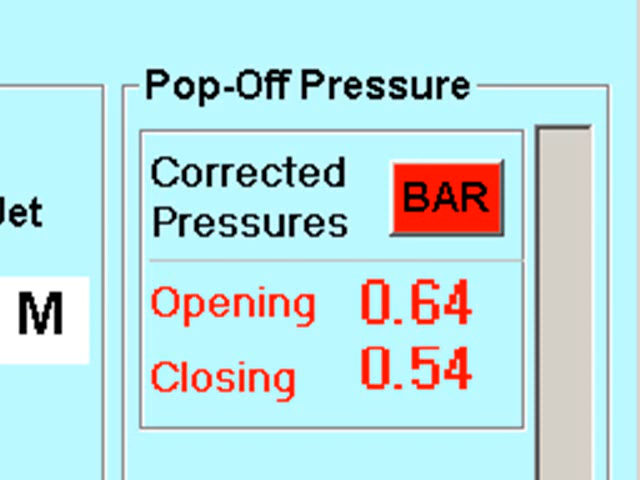 Pop-Off Pressure
Corrected
Pressures
BAR
Jet
M
Opening 0.64
Closing 0.54